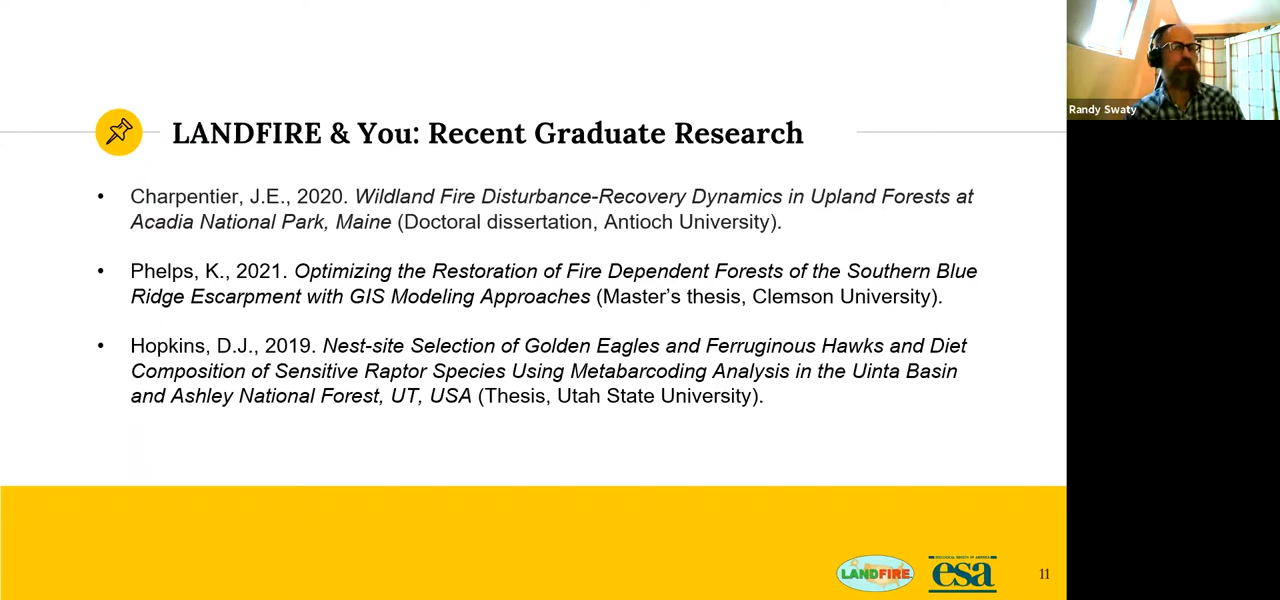 Randy Swaty
LANDFIRE & You: Recent Graduate Research
• Charpentier, J.E., 2020. Wildland Fire Disturbance-Recovery Dynamics in Upland Forests at
Acadia National Park, Maine (Doctoral dissertation, Antioch University).
• Phelps, K., 2021. Optimizing the Restoration of Fire Dependent Forests of the Southern Blue
Ridge Escarpment with GIS Modeling Approaches (Master’s thesis, Clemson University).
• Hopkins, D.J., 2019. Nest-site Selection of Golden Eagles and Ferruginous Hawks and Diet
Composition of Sensitive Raptor Species Using Metabarcoding Analysis in the Uinta Basin
and Ashley National Forest, UT, USA (Thesis, Utah State University).
LANDFIRE
ECOLOGICAL SOCIETY OF AMERICA
esa
11